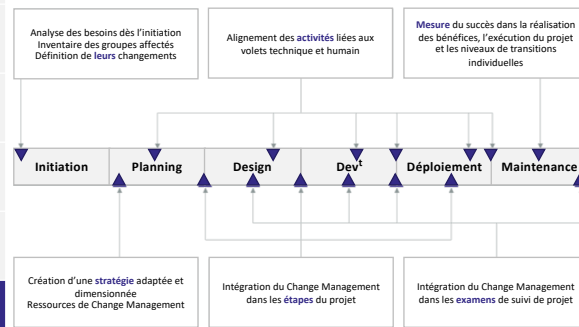 Analyse des besoins dès l'initiation
Inventaire des groupes affectés
Définition de leurs changements
Alignement des activités liées aux
volets technique et humain
Mesure du succès dans la réalisation
des bénéfices, l'exécution du projet
et les niveaux de transitions
individuelles
Initiation
Planning
Design
Devᵗ
Déploiement
Maintenance
Création d'une stratégie adaptée et
dimensionnée
Ressources de Change Management
Intégration du Change Management
dans les étapes du projet
Intégration du Change Management
dans les examens de suivi de projet